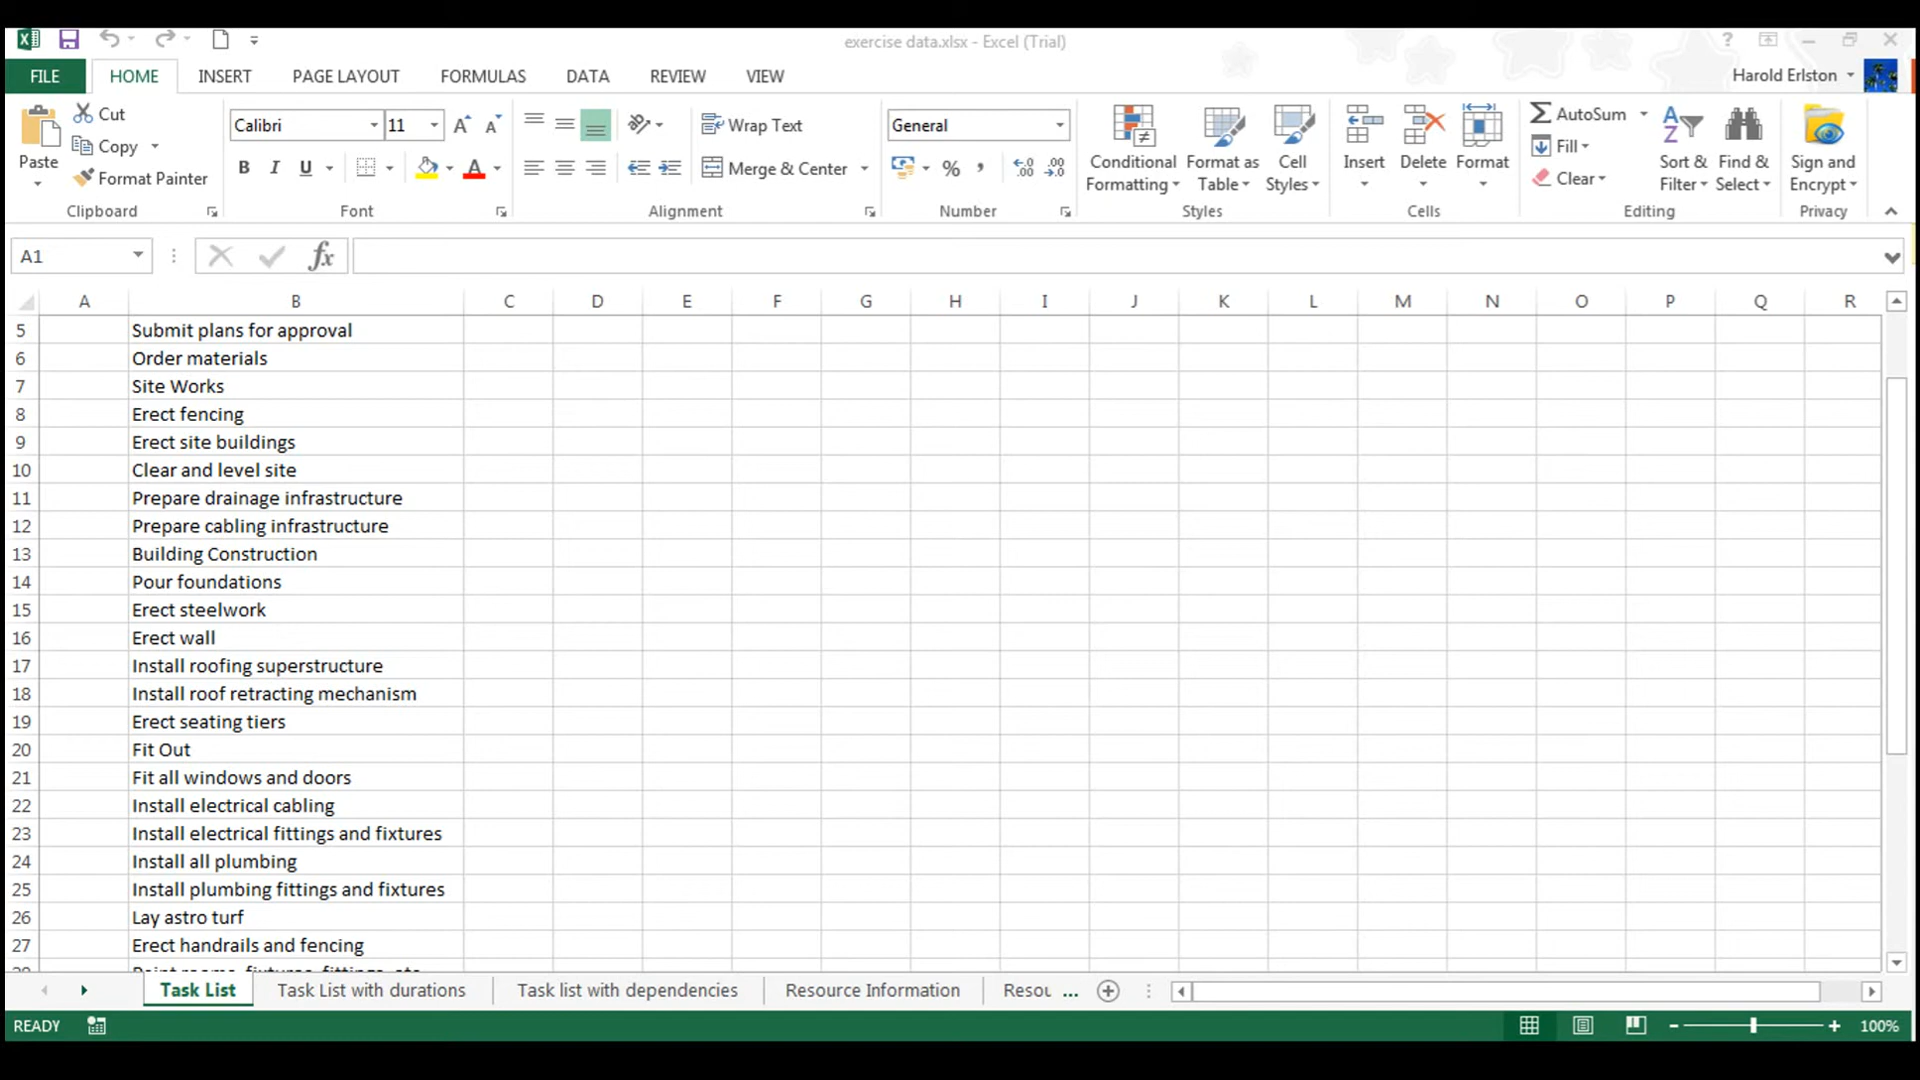 exercise data.xlsx - Excel (Trial)
?
FILE HOME INSERT PAGE LAYOUT FORMULAS DATA REVIEW VIEW Harold Erlston
Paste
Cut
Copy
Format Painter
Clipboard
Calibri 11
B I U A
Font
Wrap Text
Merge & Center
Alignment
General
% ,
Number
Conditional Formatting
Format as Table
Cell Styles
Styles
Insert
Delete
Format
Cells
AutoSum
Fill
Clear
Sort & Filter
Find & Select
Editing
Sign and Encrypt
Privacy
A1 fx
A B C D E F G H I J K L M N O P Q R
5 Submit plans for approval
6 Order materials
7 Site Works
8 Erect fencing
9 Erect site buildings
10 Clear and level site
11 Prepare drainage infrastructure
12 Prepare cabling infrastructure
13 Building Construction
14 Pour foundations
15 Erect steelwork
16 Erect wall
17 Install roofing superstructure
18 Install roof retracting mechanism
19 Erect seating tiers
20 Fit Out
21 Fit all windows and doors
22 Install electrical cabling
23 Install electrical fittings and fixtures
24 Install all plumbing
25 Install plumbing fittings and fixtures
26 Lay astro turf
27 Erect handrails and fencing
Task List Task List with durations Task list with dependencies Resource Information Resou ...
READY 100%